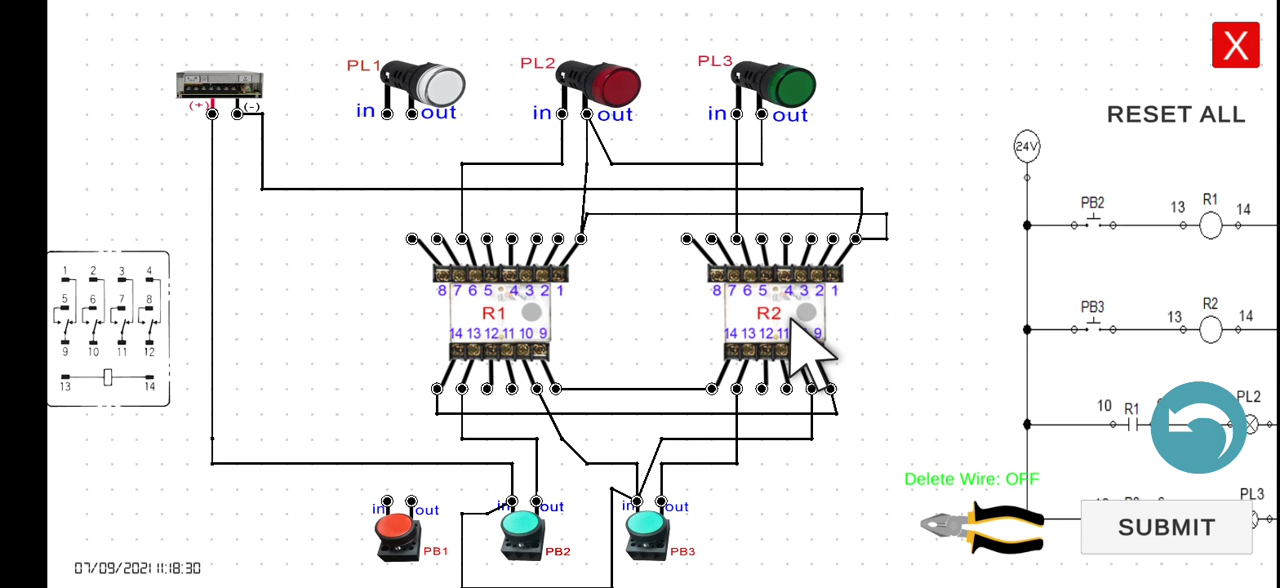 X
RESET ALL
PL1
PL2
PL3
in
out
in
out
in
out
(+)
(-)
24V
PB2
13
R1
14
PB3
13
R2
14
10
R1
PL2
PL3
1
2
3
4
5
6
7
8
9
10
11
12
13
14
8 7 6 5 4 3 2 1
R1
14 13 12 11 10 9
8 7 6 5 4 3 2 1
R2
14 13 12 11 9
Delete Wire: OFF
SUBMIT
in
out
PB1
in
out
PB2
in
out
PB3
07/09/2021 11:18:30